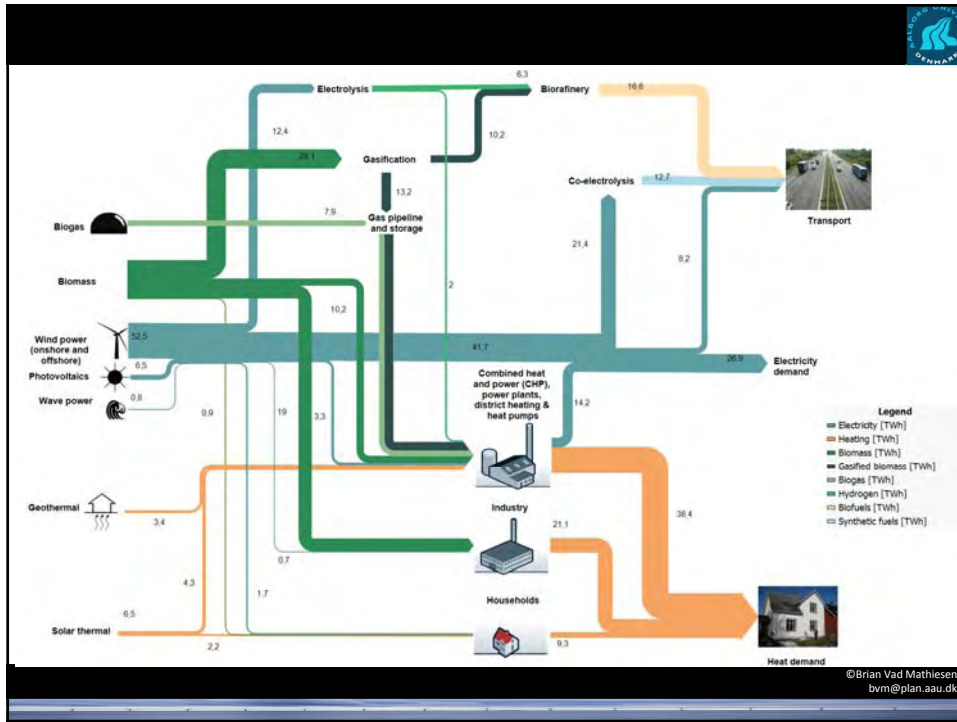 AALBORG UNIVERSITY
DENMARK
Electrolysis
6,3
Biorafinery
16,6
12,4
10,2
28,1
Gasification
Co-electrolysis
12,7
13,2
Transport
7,9
Biogas
Gas pipeline
and storage
21,4
8,2
Biomass
10,2
2
Wind power
(onshore and
offshore)
52,5
41,7
26,9
Electricity
demand
6,5
Photovoltaics
Combined heat
and power (CHP),
power plants,
district heating &
heat pumps
Wave power
0,8
0,9
19
3,3
14,2
Legend
Electricity [TWh]
Heating [TWh]
Biomass [TWh]
Gasified biomass [TWh]
Biogas [TWh]
Hydrogen [TWh]
Biofuels [TWh]
Synthetic fuels [TWh]
Geothermal
3,4
Industry
21,1
38,4
0,7
4,3
1,7
Households
6,5
Solar thermal
2,2
9,3
Heat demand
©Brian Vad Mathiesen
bvm@plan.aau.dk